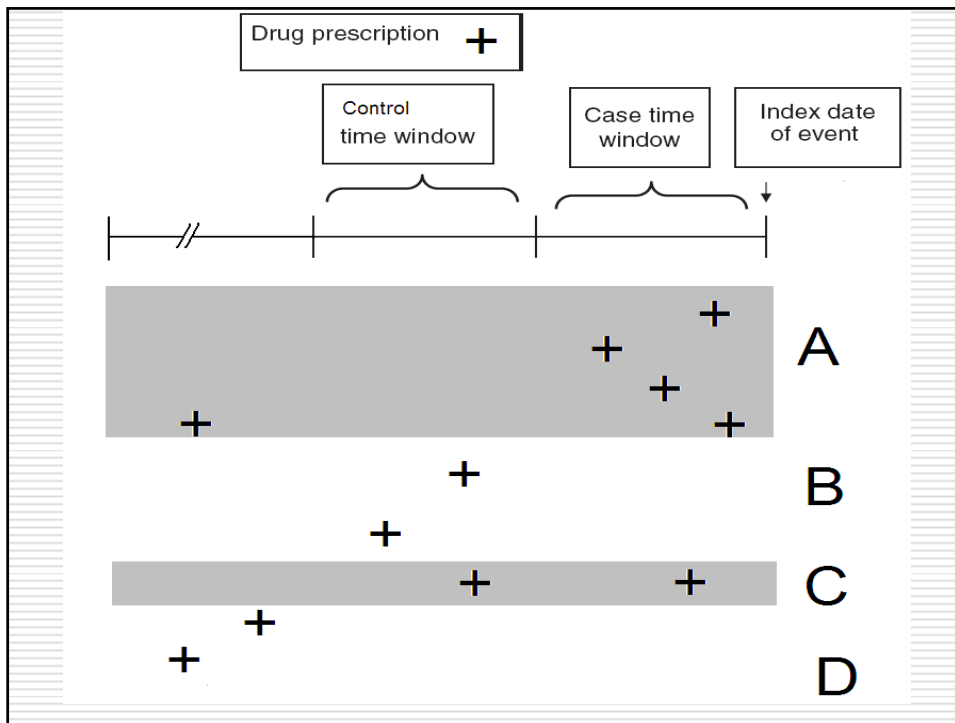 Drug prescription +
Control
time window
Case time
window
Index date
of event
A
B
C
D